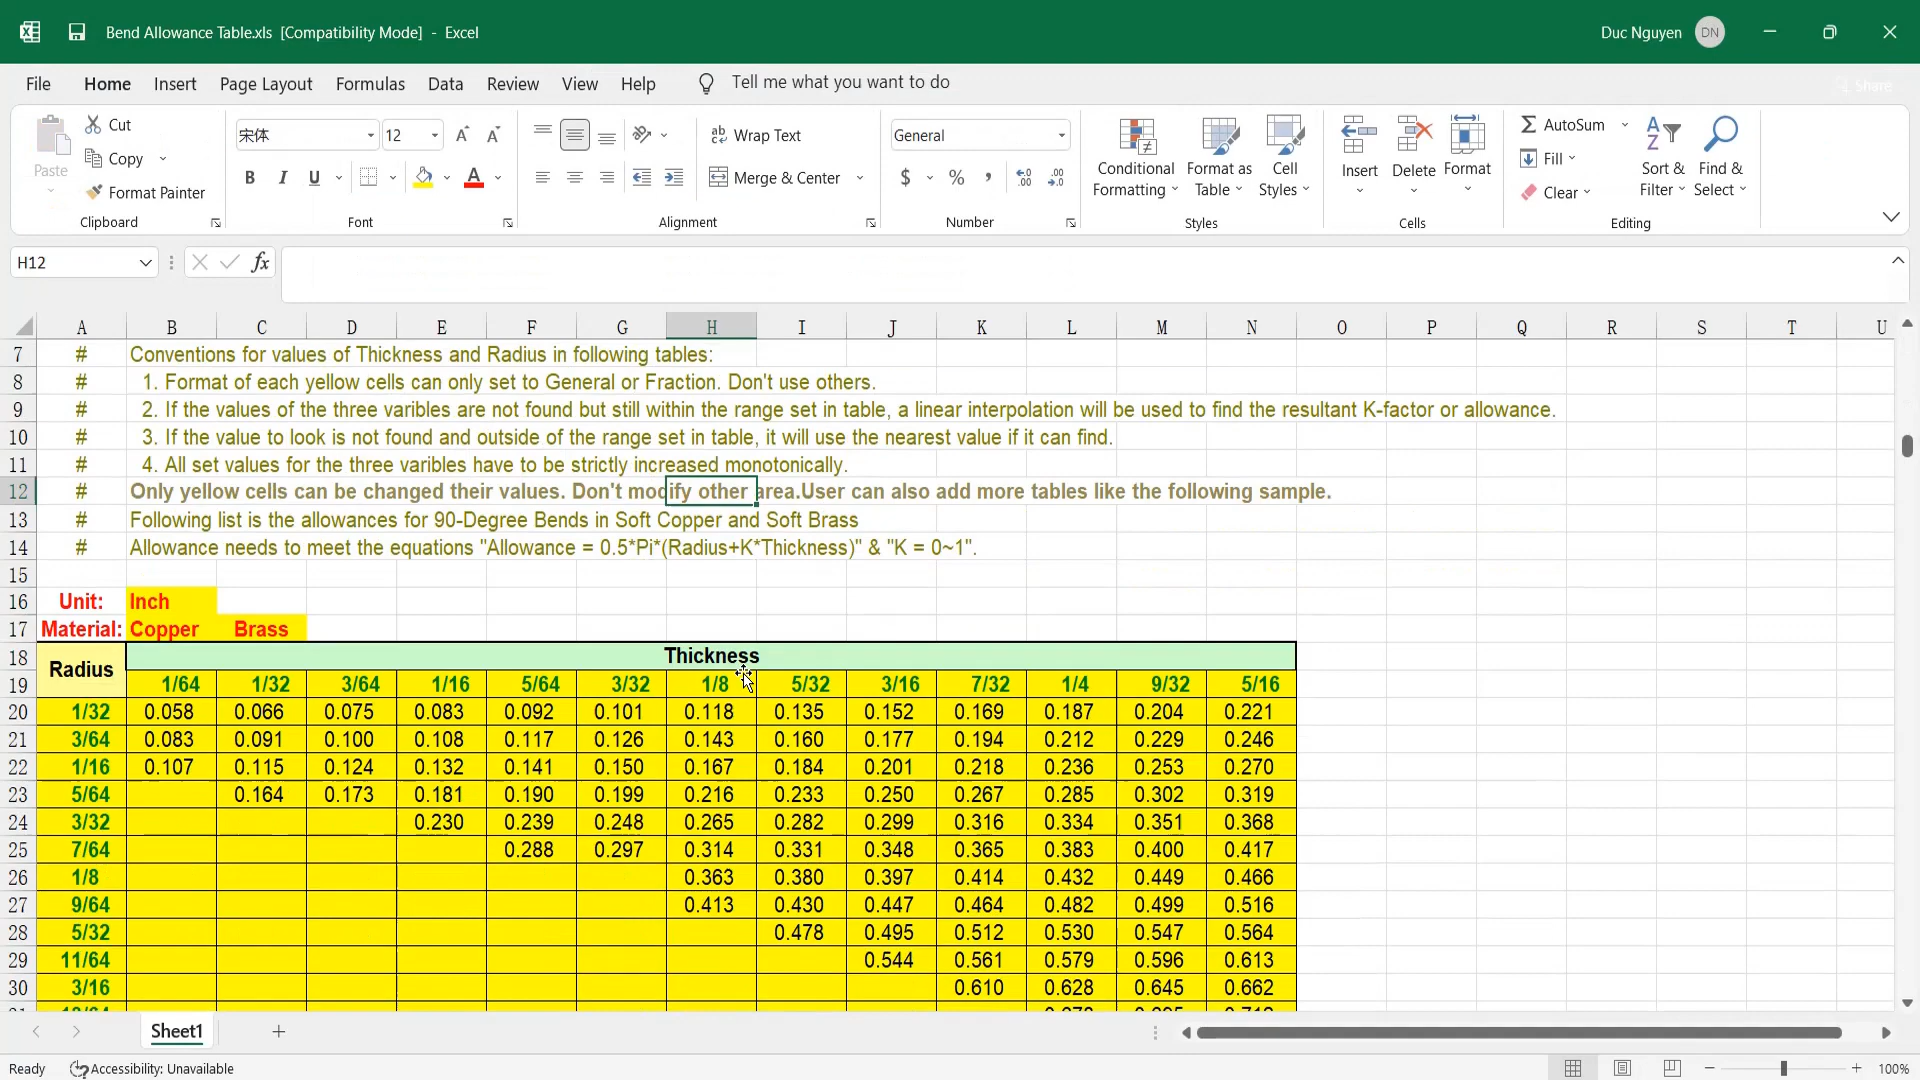 Bend Allowance Table.xls  [Compatibility Mode]  -  Excel
Duc Nguyen
DN
File Home Insert Page Layout Formulas Data Review View Help Tell me what you want to do
Share
Paste
Cut
Copy
Format Painter
Clipboard
宋体 12
B I U
Font
Wrap Text
Merge & Center
Alignment
General
$ % ,
Number
Conditional Formatting
Format as Table
Cell Styles
Styles
Insert
Delete
Format
Cells
AutoSum
Fill
Clear
Sort & Filter
Find & Select
Editing
H12
fx
A B C D E F G H I J K L M N O P Q R S T U
7 # Conventions for values of Thickness and Radius in following tables:
8 # 1. Format of each yellow cells can only set to General or Fraction. Don't use others.
9 # 2. If the values of the three varibles are not found but still within the range set in table, a linear interpolation will be used to find the resultant K-factor or allowance.
10 # 3. If the value to look is not found and outside of the range set in table, it will use the nearest value if it can find.
11 # 4. All set values for the three varibles have to be strictly increased monotonically.
12 # Only yellow cells can be changed their values. Don't modify other area.User can also add more tables like the following sample.
13 # Following list is the allowances for 90-Degree Bends in Soft Copper and Soft Brass
14 # Allowance needs to meet the equations "Allowance = 0.5*Pi*(Radius+K*Thickness)" & "K = 0~1".
15
16 Unit: Inch
17 Material: Copper Brass
18 Radius Thickness
19 1/64 1/32 3/64 1/16 5/64 3/32 1/8 5/32 3/16 7/32 1/4 9/32 5/16
20 1/32 0.058 0.066 0.075 0.083 0.092 0.101 0.118 0.135 0.152 0.169 0.187 0.204 0.221
21 3/64 0.083 0.091 0.100 0.108 0.117 0.126 0.143 0.160 0.177 0.194 0.212 0.229 0.246
22 1/16 0.107 0.115 0.124 0.132 0.141 0.150 0.167 0.184 0.201 0.218 0.236 0.253 0.270
23 5/64 0.164 0.173 0.181 0.190 0.199 0.216 0.233 0.250 0.267 0.285 0.302 0.319
24 3/32 0.230 0.239 0.248 0.265 0.282 0.299 0.316 0.334 0.351 0.368
25 7/64 0.288 0.297 0.314 0.331 0.348 0.365 0.383 0.400 0.417
26 1/8 0.363 0.380 0.397 0.414 0.432 0.449 0.466
27 9/64 0.413 0.430 0.447 0.464 0.482 0.499 0.516
28 5/32 0.478 0.495 0.512 0.530 0.547 0.564
29 11/64 0.544 0.561 0.579 0.596 0.613
30 3/16 0.610 0.628 0.645 0.662
Sheet1
Ready
Accessibility: Unavailable
100%